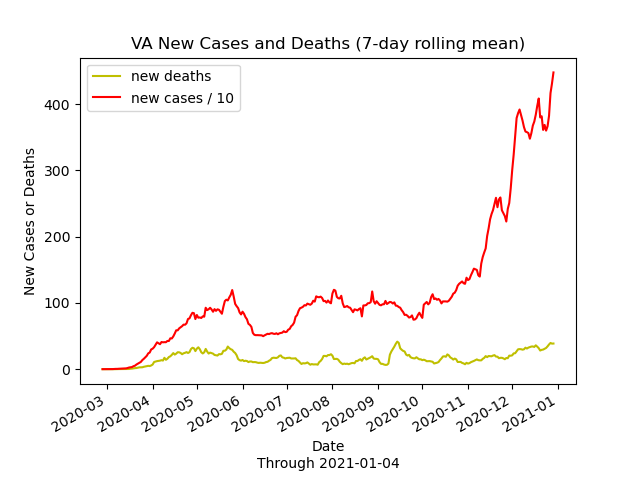 VA New Cases and Deaths (7-day rolling mean)
new deaths
new cases / 10
New Cases or Deaths
400
300
200
100
0
2020-03
2020-04
2020-05
2020-06
2020-07
2020-08
2020-09
2020-10
2020-11
2020-12
2021-01
Date
Through 2021-01-04